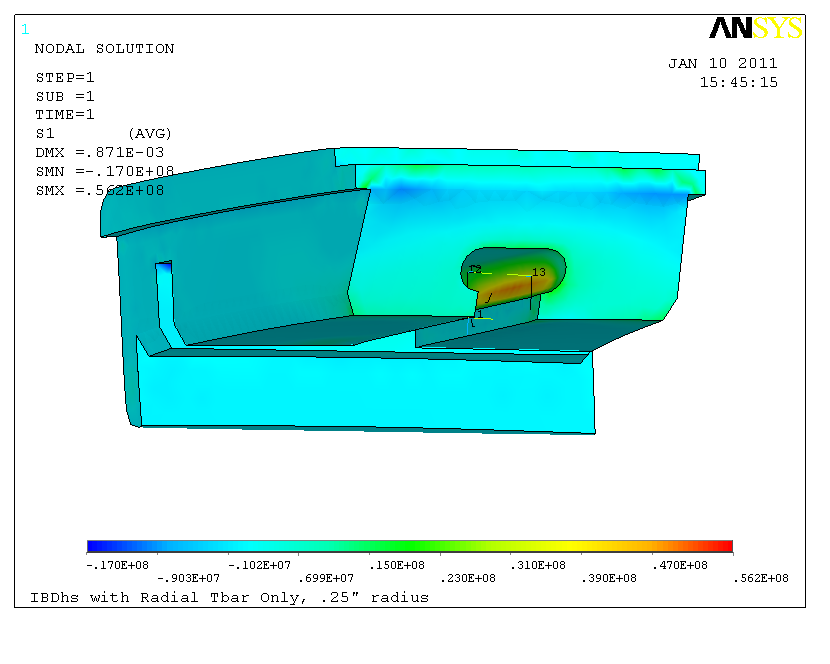 1
ANSYS
NODAL SOLUTION
JAN 10 2011
15:45:15
STEP=1
SUB =1
TIME=1
S1 (AVG)
DMX =.871E-03
SMN =-.170E+08
SMX =.562E+08
13
1
-.170E+08 -.102E+07 .150E+08 .310E+08 .470E+08
-.903E+07 .699E+07 .230E+08 .390E+08 .562E+08
IBDhs with Radial Tbar Only, .25" radius